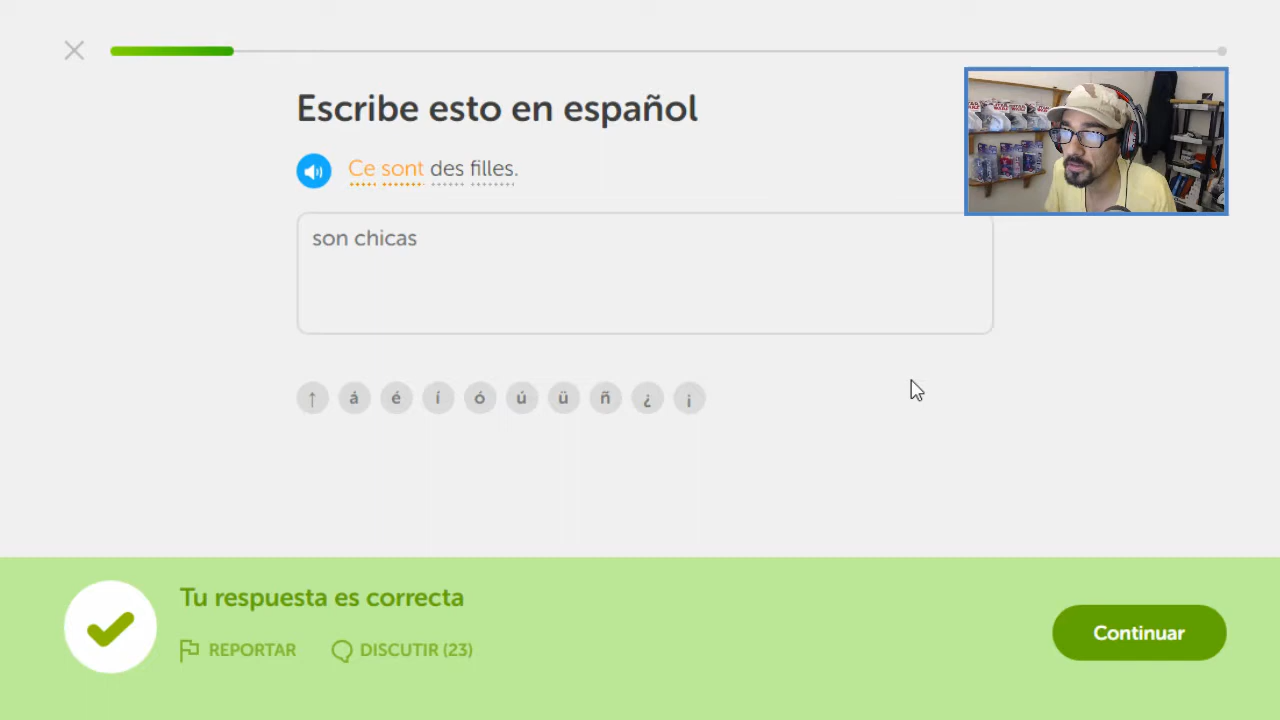 Escribe esto en español
Ce sont des filles.
son chicas
↑ á é í ó ú ü ñ ¿ ¡
Tu respuesta es correcta
REPORTAR DISCUTIR (23)
Continuar